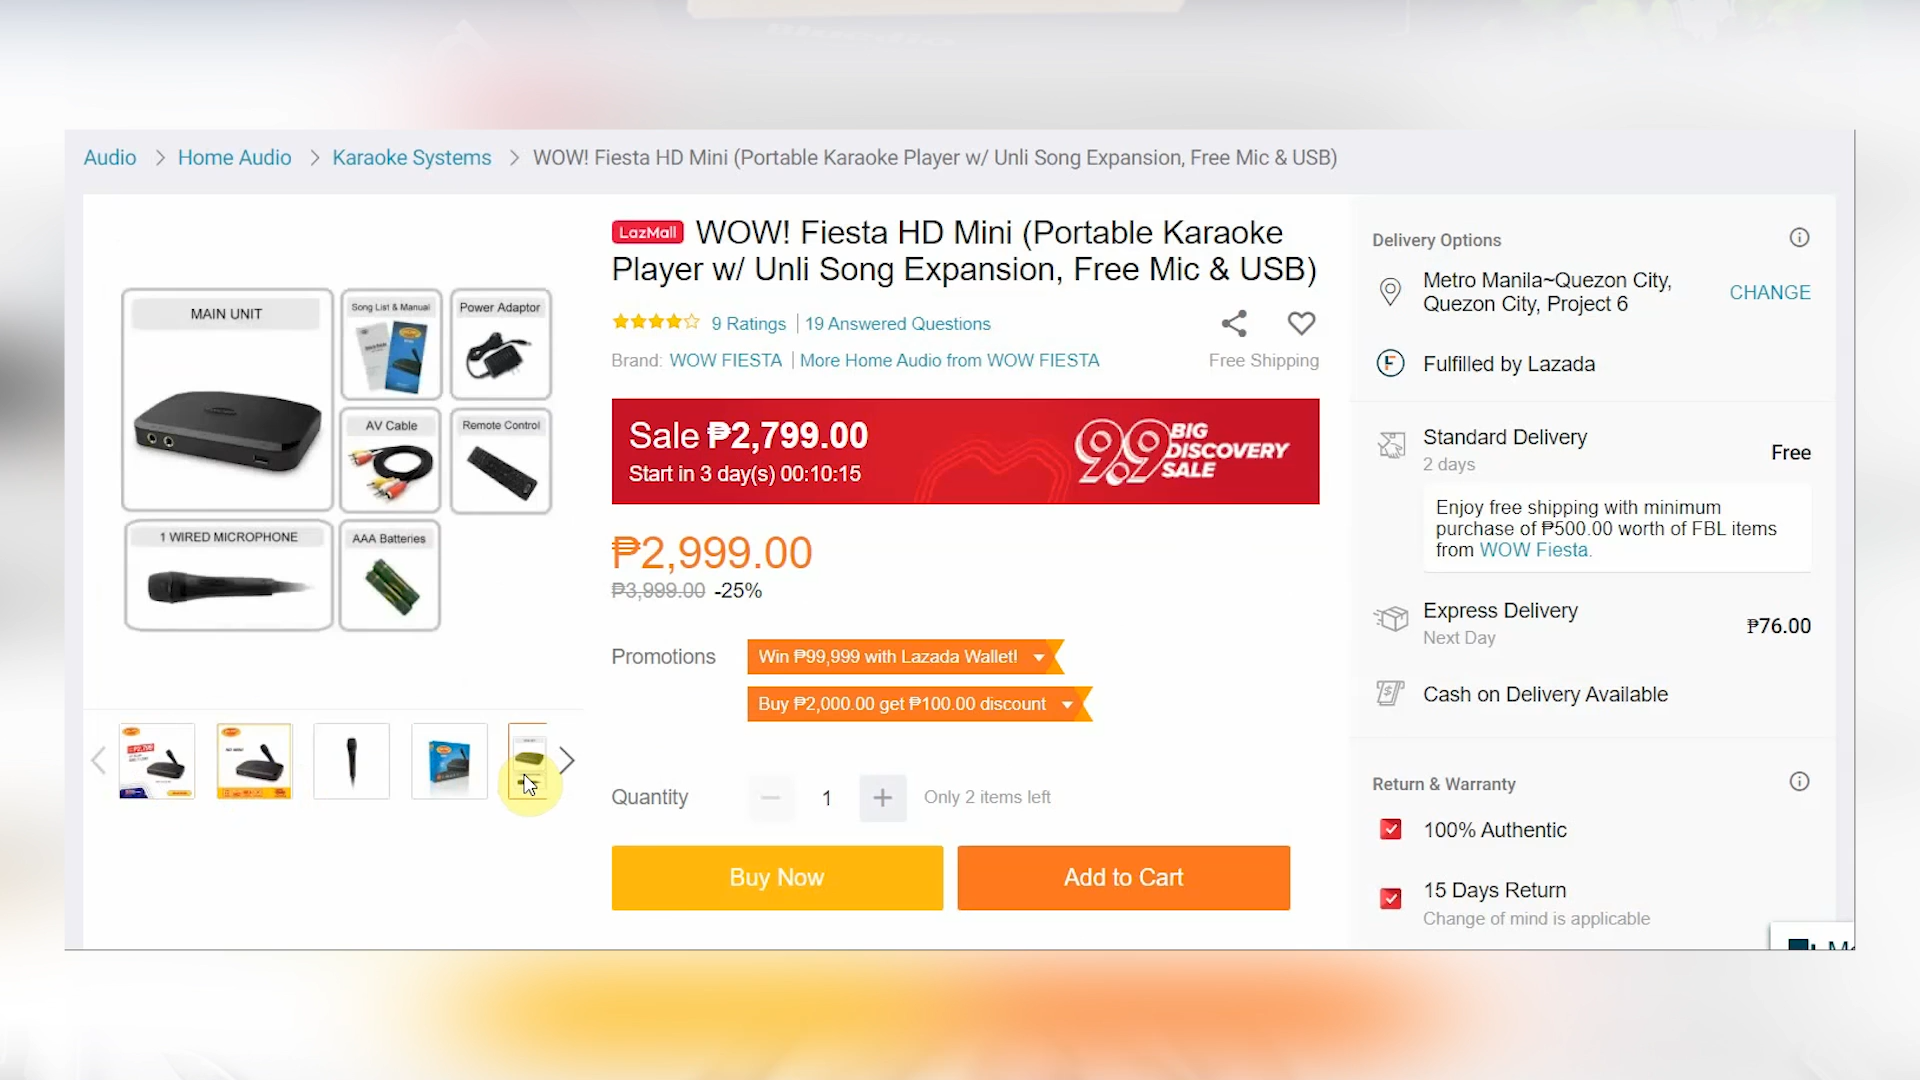 Audio > Home Audio > Karaoke Systems > WOW! Fiesta HD Mini (Portable Karaoke Player w/ Unli Song Expansion, Free Mic & USB)
MAIN UNIT
Song List & Manual
Power Adaptor
AV Cable
Remote Control
1 WIRED MICROPHONE
AAA Batteries
LazMall WOW! Fiesta HD Mini (Portable Karaoke
Player w/ Unli Song Expansion, Free Mic & USB)
9 Ratings | 19 Answered Questions
Brand: WOW FIESTA | More Home Audio from WOW FIESTA
Free Shipping
Sale ₱2,799.00
Start in 3 day(s) 00:10:15
9.9 BIG
DISCOVERY
SALE
₱2,999.00
₱3,999.00 -25%
Promotions
Win ₱99,999 with Lazada Wallet!
Buy ₱2,000.00 get ₱100.00 discount
Quantity
1
Only 2 items left
Buy Now
Add to Cart
Delivery Options
Metro Manila~Quezon City,
Quezon City, Project 6
CHANGE
Fulfilled by Lazada
Standard Delivery
2 days
Free
Enjoy free shipping with minimum
purchase of ₱500.00 worth of FBL items
from WOW Fiesta.
Express Delivery
Next Day
₱76.00
Cash on Delivery Available
Return & Warranty
100% Authentic
15 Days Return
Change of mind is applicable